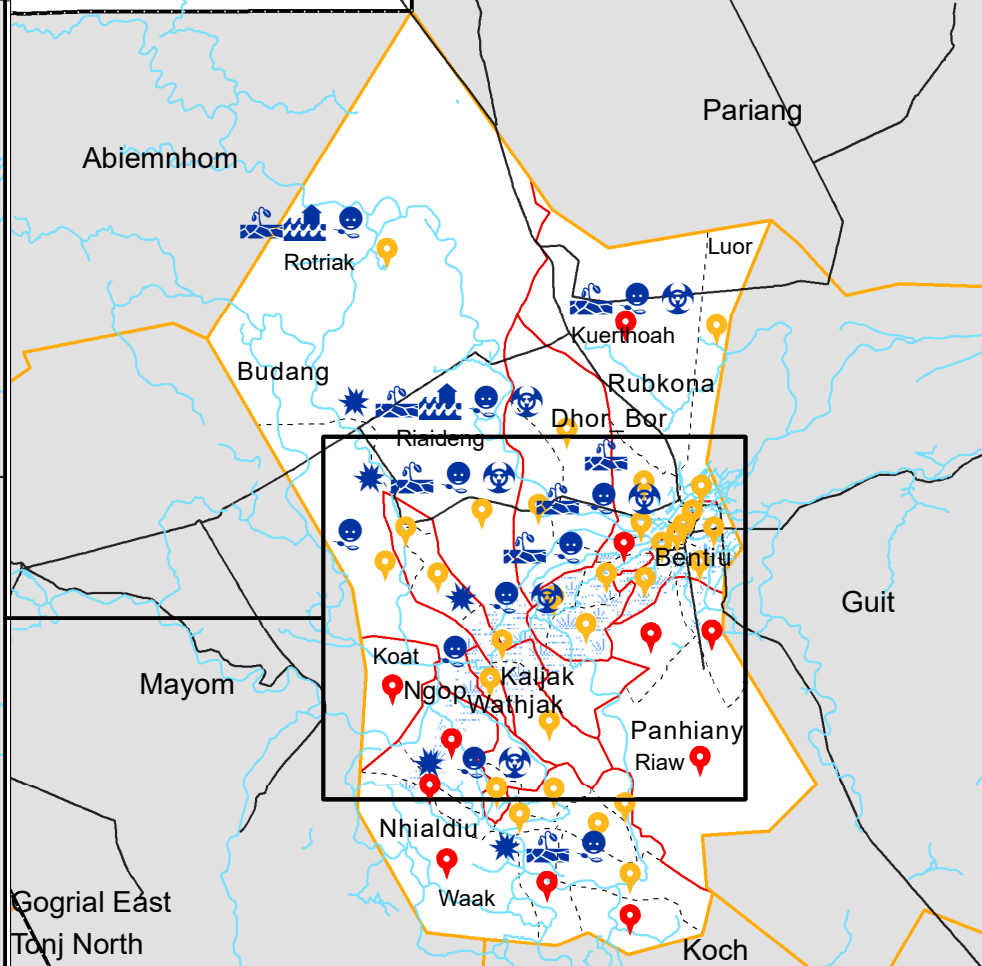 Pariang
Abiemnhom
Luor
Rotriak
Kuerthoah
Budang
Rubkona
Dhor_Bor
Riaideng
Bentiu
Guit
Koat
Kaljak
Mayom
Ngop
Wathjak
Panhiany
Riaw
Nhialdiu
Waak
Gogrial East
Tonj North
Koch